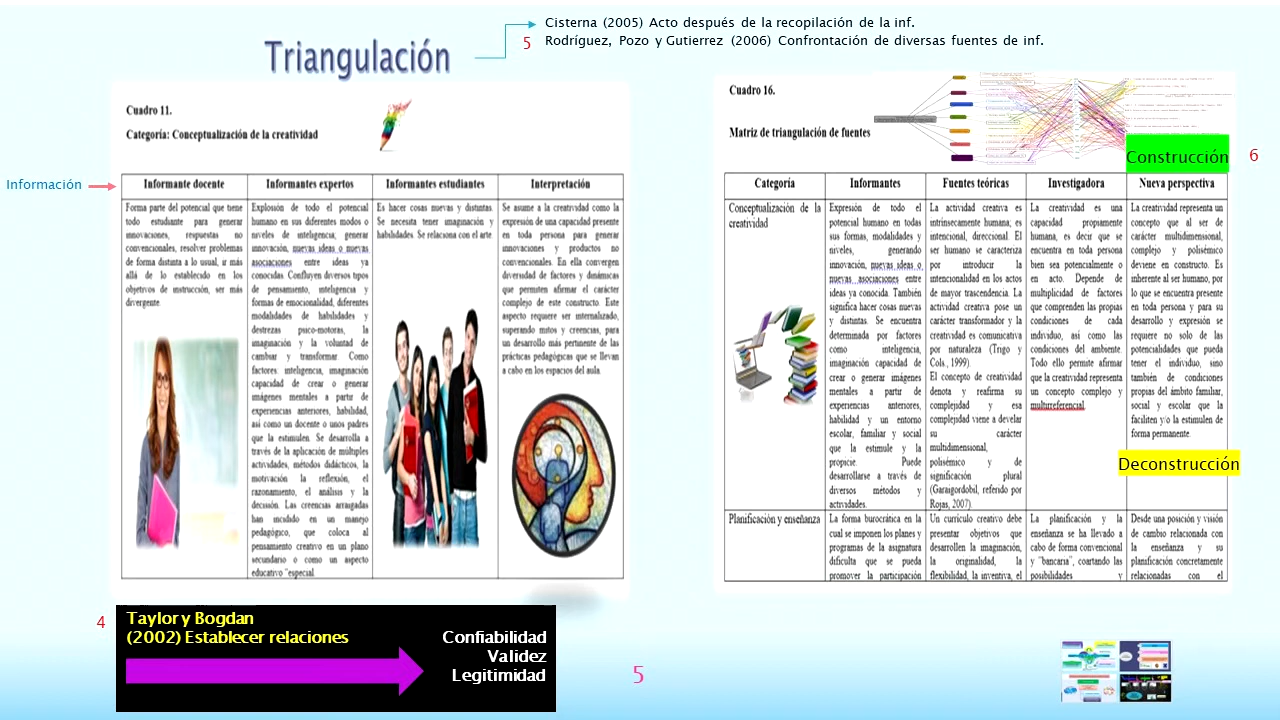 Cisterna (2005) Acto después de la recopilación de la inf.
5 Rodríguez, Pozo y Gutierrez (2006) Confrontación de diversas fuentes de inf.
Triangulación
Cuadro 11.
Categoría: Conceptualización de la creatividad
Información
Informante docente
Forma parte del potencial que tiene
todo estudiante para generar
innovaciones, respuestas no
convencionales, resolver problemas
de forma distinta a lo usual, ir más
allá de lo establecido en los
objetivos de instrucción, ser más
divergente.
Informantes expertos
Explosión de todo el potencial
humano en sus diferentes modos o
niveles de inteligencia, generar
innovación, nuevas ideas o nuevas
asociaciones entre ideas ya
conocidas. Confluyen diversos tipos
de pensamiento, inteligencia y
formas de emocionalidad, diferentes
modalidades de habilidades y
destrezas psico-motoras, la
imaginación y la voluntad de
cambiar y transformar. Como
factores: inteligencia, imaginación
capacidad de crear o generar
imágenes mentales a partir de
experiencias anteriores, habilidad,
así como un docente o unos padres
que la estimulen. Se desarrolla a
través de la aplicación de múltiples
actividades, métodos didácticos, la
motivación la reflexión, el
razonamiento, el análisis y la
decisión. Las creencias arraigadas
han incidido en un manejo
pedagógico, que coloca al
pensamiento creativo en un plano
secundario o como un aspecto
educativo "especial.
Informantes estudiantes
Es hacer cosas nuevas y distintas.
Se necesita tener imaginación y
habilidades. Se relaciona con el arte
Interpretación
Se asume a la creatividad como la
expresión de una capacidad presente
en toda persona para generar
innovaciones y productos no
convencionales. En ella convergen
diversidad de factores y dinámicas
que permiten afirmar el carácter
complejo de este constructo. Este
aspecto requiere ser internalizado,
superando mitos y creencias, para
un desarrollo más pertinente de las
prácticas pedagógicas que se llevan
a cabo en los espacios del aula.
Cuadro 16.
Matriz de triangulación de fuentes
Construcción
6
Categoría
Informantes
Fuentes teóricas
Investigadora
Nueva perspectiva
Conceptualización de la
creatividad
Expresión de todo el
potencial humano en todas
sus formas, modalidades y
niveles, generando
innovación, nuevas ideas o
nuevas asociaciones entre
ideas ya conocida. También
significa hacer cosas nuevas
y distintas. Se encuentra
determinada por factores
como inteligencia,
imaginación capacidad de
crear o generar imágenes
mentales a partir de
experiencias anteriores,
habilidad y un entorno
escolar, familiar y social
que la estimule y la
propicie. Puede
desarrollarse a través de
diversos métodos y
actividades.
La actividad creativa es
intrínsecamente humana, es
intencional, direccional. El
ser humano se caracteriza
por introducir la
intencionalidad en los actos
de mayor trascendencia. La
actividad creativa pose un
carácter transformador y la
creatividad es comunicativa
por naturaleza (Trigo y
Cols., 1999).
El concepto de creatividad
denota y reafirma su
complejidad y esa
complejidad viene a develar
su carácter
multidimensional,
polisémico y de
significación plural
(Garaigordobil, referido por
Rojas, 2007).
La creatividad es una
capacidad propiamente
humana, es decir que se
encuentra en toda persona
bien sea potencialmente o
en acto. Depende de
multiplicidad de factores
que comprenden las propias
condiciones de cada
individuo, así como las
condiciones del ambiente.
Todo ello permite afirmar
que la creatividad representa
un concepto complejo y
multirreferencial.
La creatividad representa un
concepto que al ser de
carácter multidimensional,
complejo y polisémico
deviene en constructo. Es
inherente al ser humano, por
lo que se encuentra presente
en toda persona y para su
desarrollo y expresión se
requiere no solo de las
potencialidades que pueda
tener el individuo, sino
también de condiciones
propias del ámbito familiar,
social y escolar que la
faciliten y/o la estimulen de
forma permanente.
Deconstrucción
Planificación y enseñanza
La forma burocrática en la
cual se imponen los planes y
programas de la asignatura
dificulta que se pueda
promover la participación
Un currículo creativo debe
presentar objetivos que
desarrollen la imaginación,
la originalidad, la
flexibilidad, la inventiva, el
La planificación y la
enseñanza se ha llevado a
cabo de forma convencional
y "bancaria", coartando las
posibilidades y
Desde una posición y visión
de cambio relacionada con
la enseñanza y su
planificación concretamente
relacionadas con el
4
Taylor y Bogdan
(2002) Establecer relaciones
Confiabilidad
Validez
Legitimidad
5